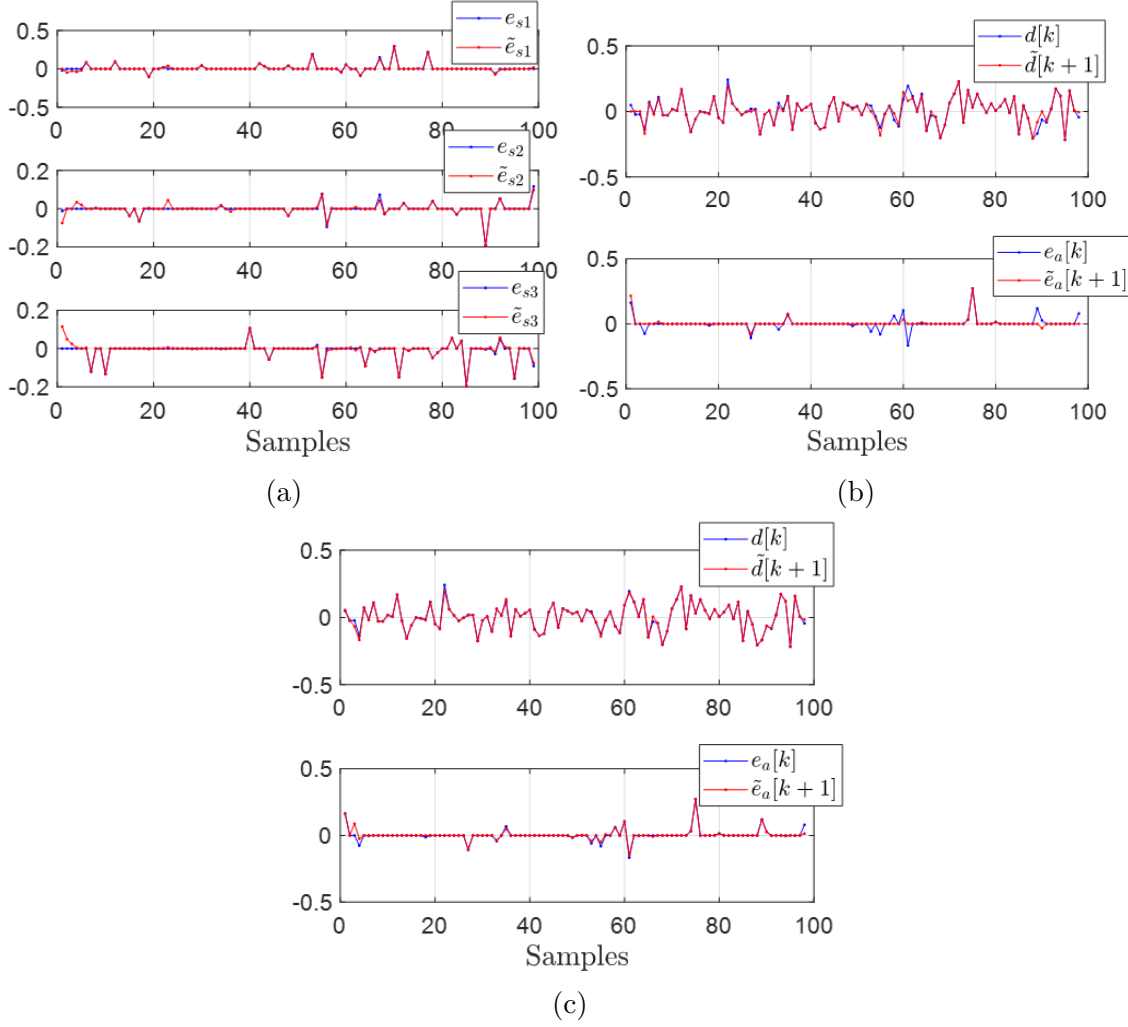 0.5
0
-0.5
0 20 40 60 80 100
e_{s1}
ẽ_{s1}
0.2
0
-0.2
0 20 40 60 80 100
e_{s2}
ẽ_{s2}
0.2
0
-0.2
0 20 40 60 80 100
e_{s3}
ẽ_{s3}
Samples
(a)
0.5
0
-0.5
0 20 40 60 80 100
d[k]
d̃[k + 1]
0.5
0
-0.5
0 20 40 60 80 100
e_a[k]
ẽ_a[k + 1]
Samples
(b)
0.5
0
-0.5
0 20 40 60 80 100
d[k]
d̃[k + 1]
0.5
0
-0.5
0 20 40 60 80 100
e_a[k]
ẽ_a[k + 1]
Samples
(c)